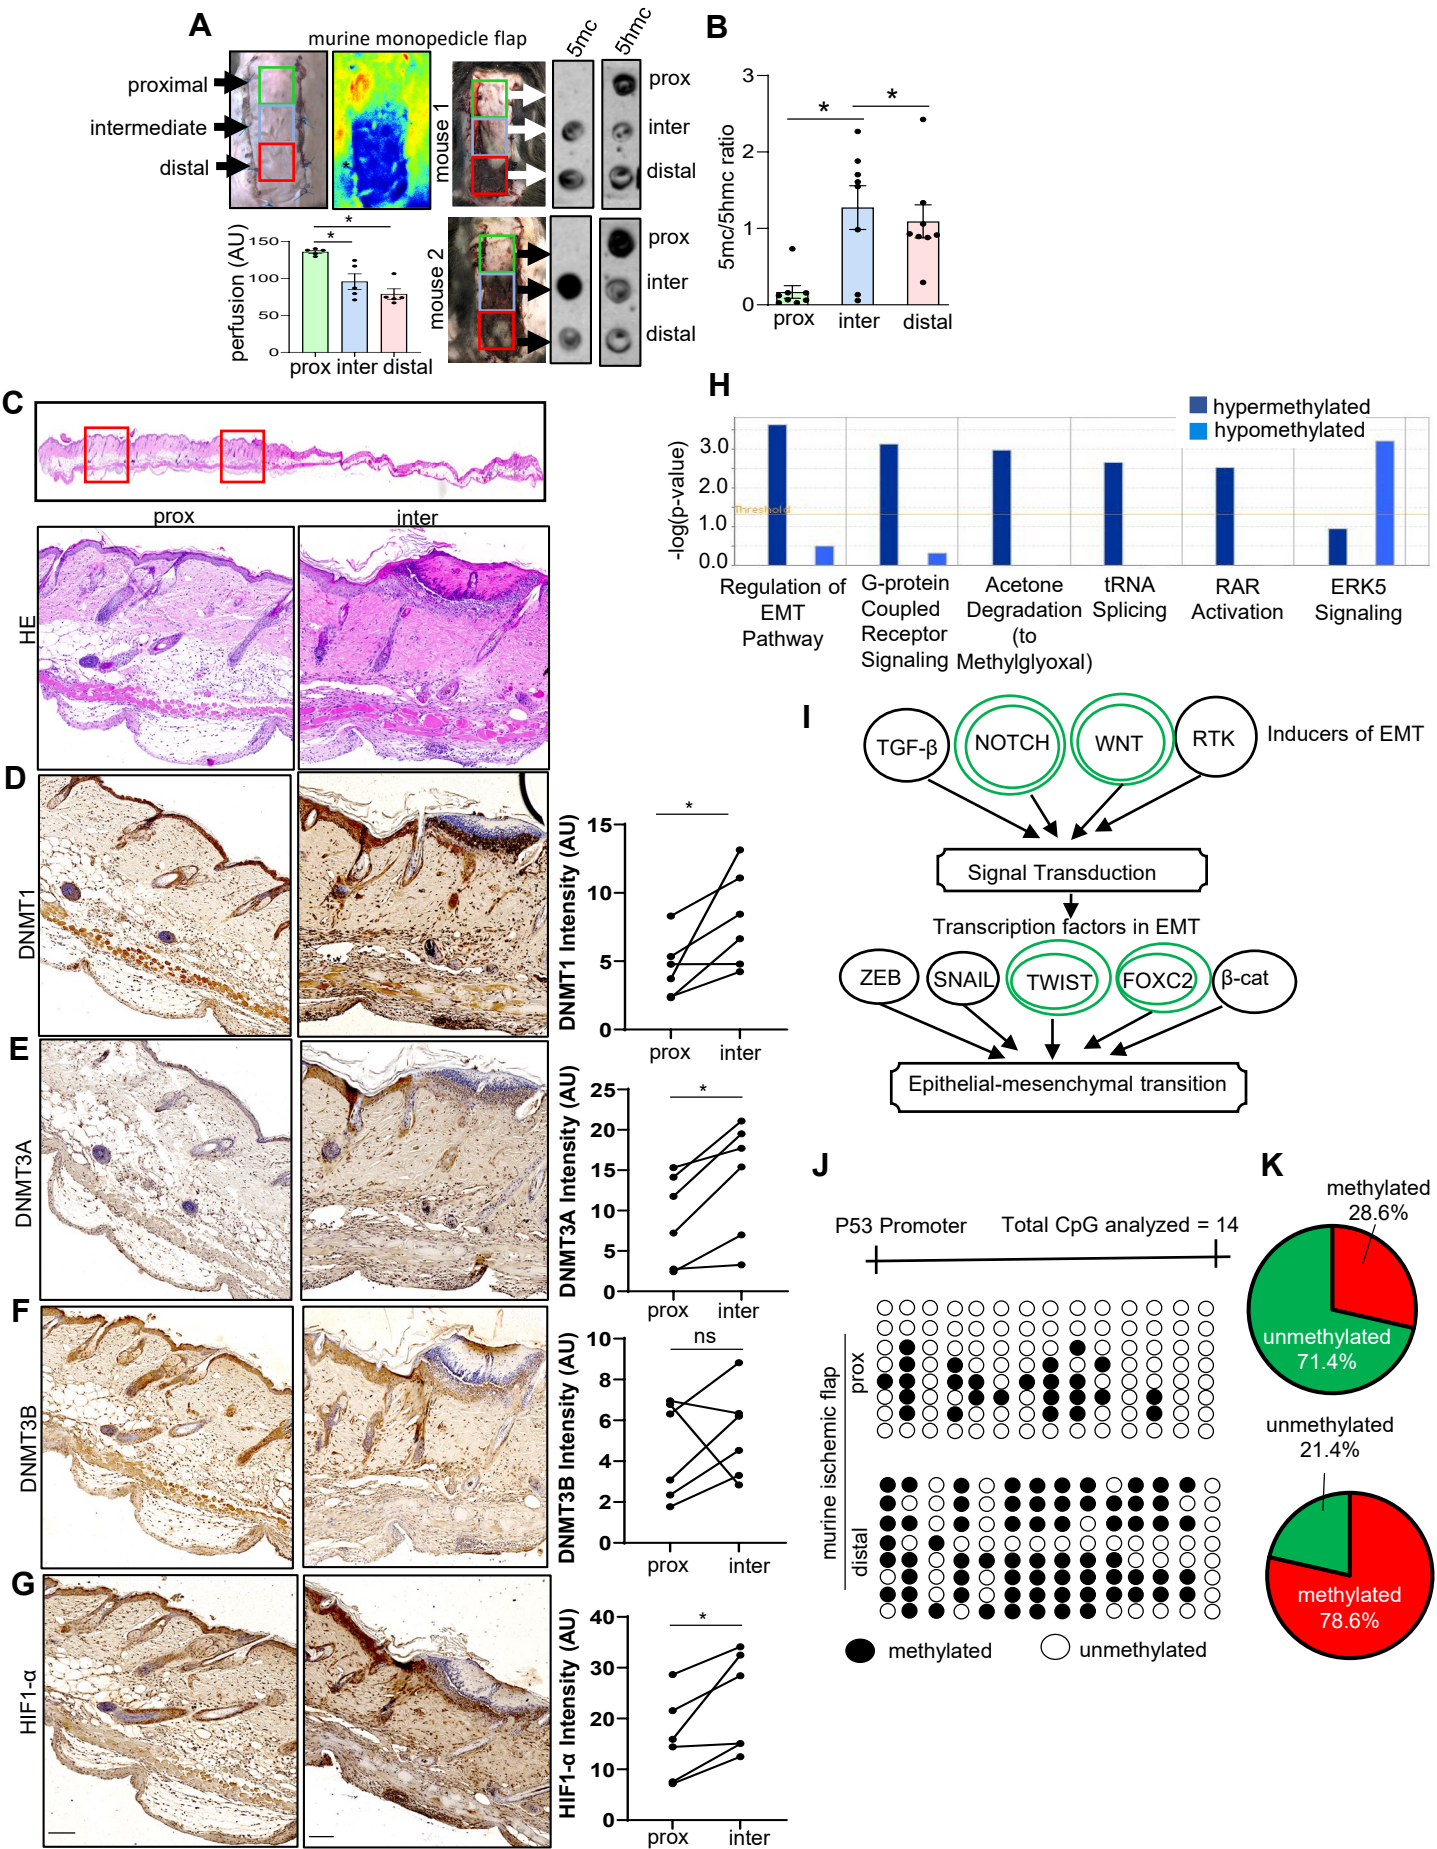 A
murine monopedicle flap
5mc
5hmc
proximal
intermediate
distal
*
mouse 1
prox
inter
distal
mouse 2
prox
inter
distal
perfusion (AU)
150
100
50
0
*
*
prox inter distal
B
5mc/5hmc ratio
3
2
1
0
*
*
prox
inter
distal
C
prox
inter
HE
D
DNMT1
DNMT1 Intensity (AU)
15
10
5
0
*
prox
inter
E
DNMT3A
DNMT3A Intensity (AU)
25
20
15
10
5
0
*
prox
inter
F
DNMT3B
DNMT3B Intensity (AU)
10
8
6
4
2
0
ns
prox
inter
G
HIF1-α
HIF1-α Intensity (AU)
40
30
20
10
0
*
prox
inter
H
hypermethylated
hypomethylated
-log(p-value)
3.0
2.0
1.0
0.0
Threshold
Regulation of
EMT
Pathway
G-protein
Coupled
Receptor
Signaling
Acetone
Degradation
(to
Methylglyoxal)
tRNA
Splicing
RAR
Activation
ERK5
Signaling
I
TGF-β
NOTCH
WNT
RTK
Inducers of EMT
Signal Transduction
Transcription factors in EMT
ZEB
SNAIL
TWIST
FOXC2
β-cat
Epithelial-mesenchymal transition
J
P53 Promoter
Total CpG analyzed = 14
murine ischemic flap
prox
distal
methylated
unmethylated
K
methylated
28.6%
unmethylated
71.4%
unmethylated
21.4%
methylated
78.6%